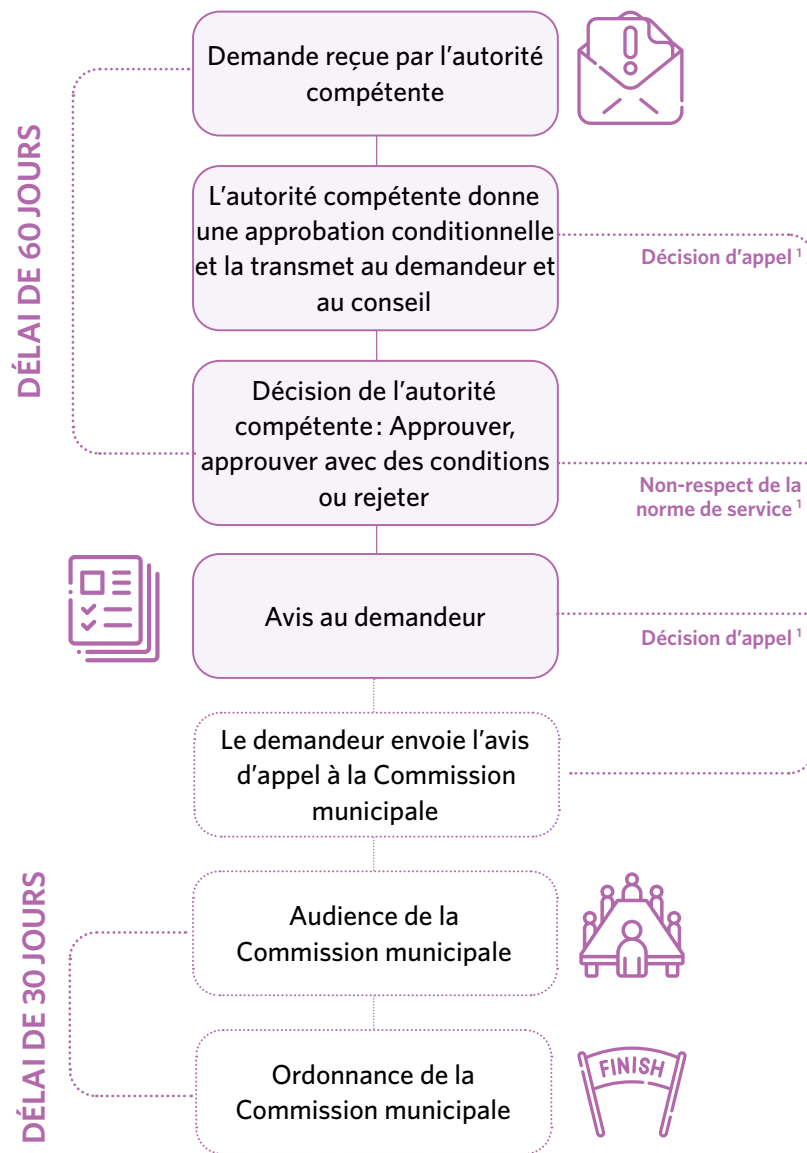 Demande reçue par l'autorité
compétente
DÉLAI DE 60 JOURS
L'autorité compétente donne
une approbation conditionnelle
et la transmet au demandeur et
au conseil
Décision d'appel ¹
Décision de l'autorité
compétente : Approuver,
approuver avec des conditions
ou rejeter
Non-respect de la
norme de service ¹
Avis au demandeur
Décision d'appel ¹
Le demandeur envoie l'avis
d'appel à la Commission
municipale
DÉLAI DE 30 JOURS
Audience de la
Commission municipale
Ordonnance de la
Commission municipale
FINISH